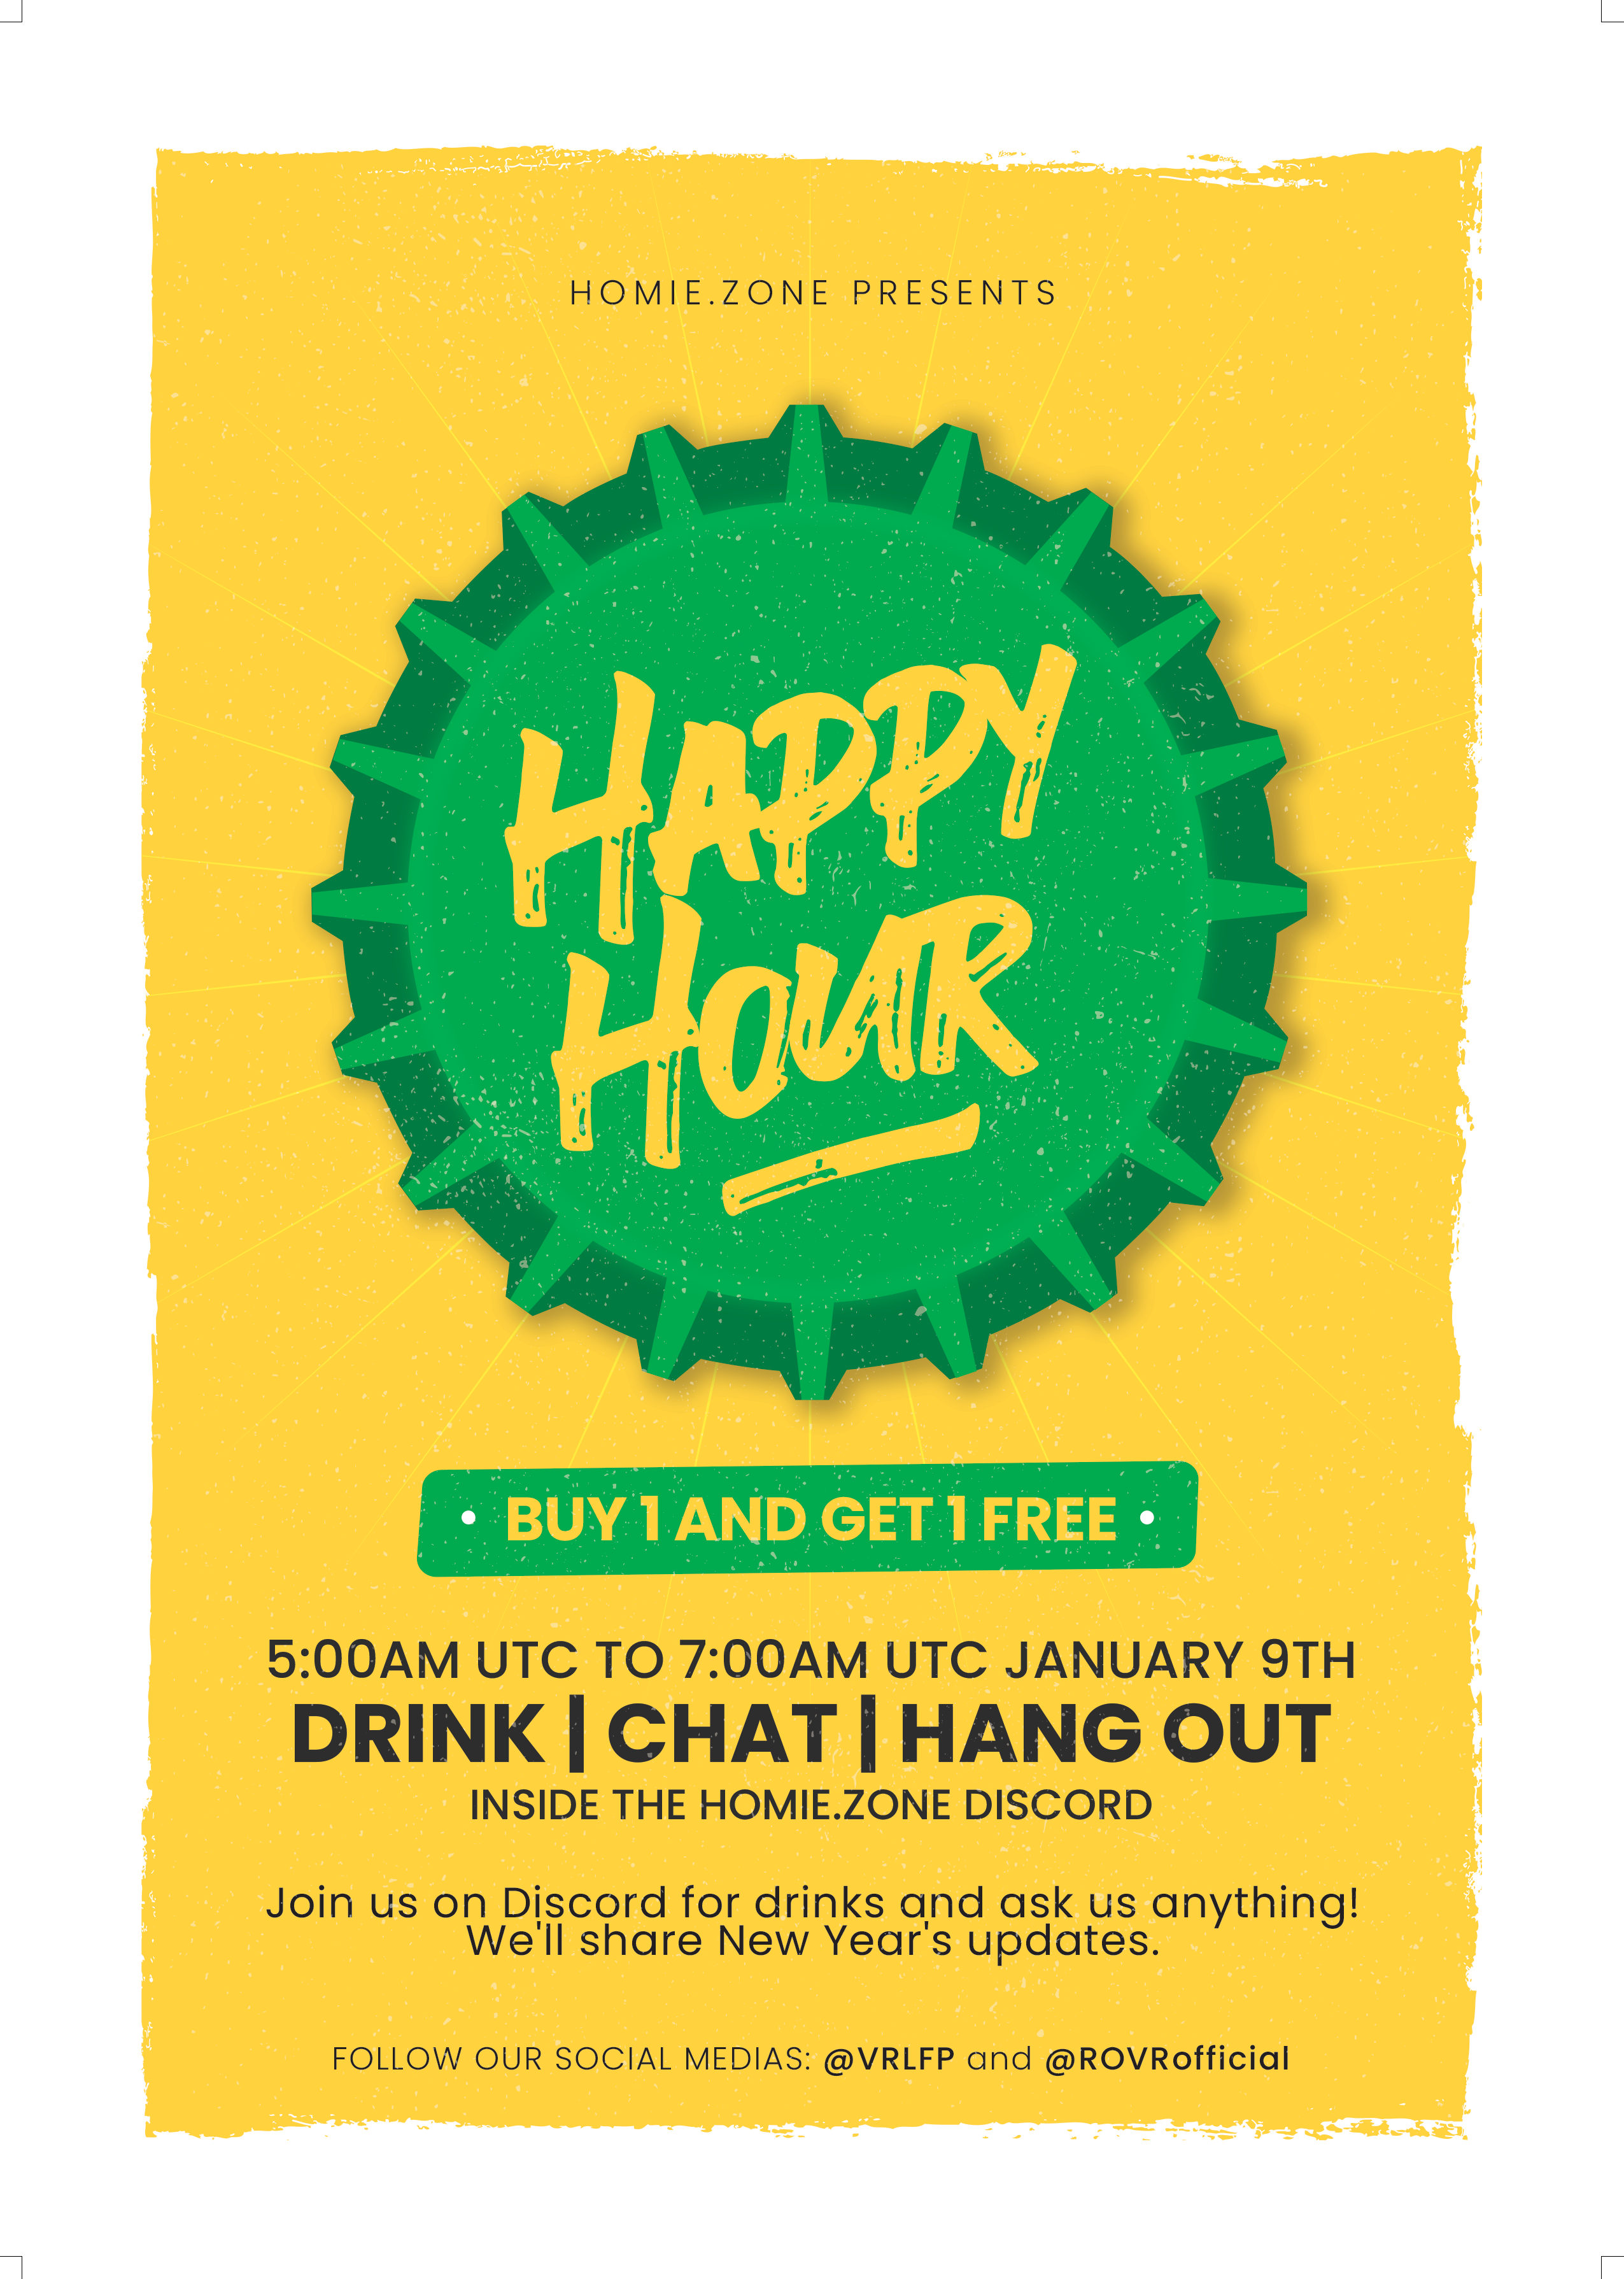 HOMIE.ZONE PRESENTS
HAPPY
HOUR
BUY 1 AND GET 1 FREE
5:00AM UTC TO 7:00AM UTC JANUARY 9TH
DRINK | CHAT | HANG OUT
INSIDE THE HOMIE.ZONE DISCORD
Join us on Discord for drinks and ask us anything!
We'll share New Year's updates.
FOLLOW OUR SOCIAL MEDIAS: @VRLFP and @ROVRofficial